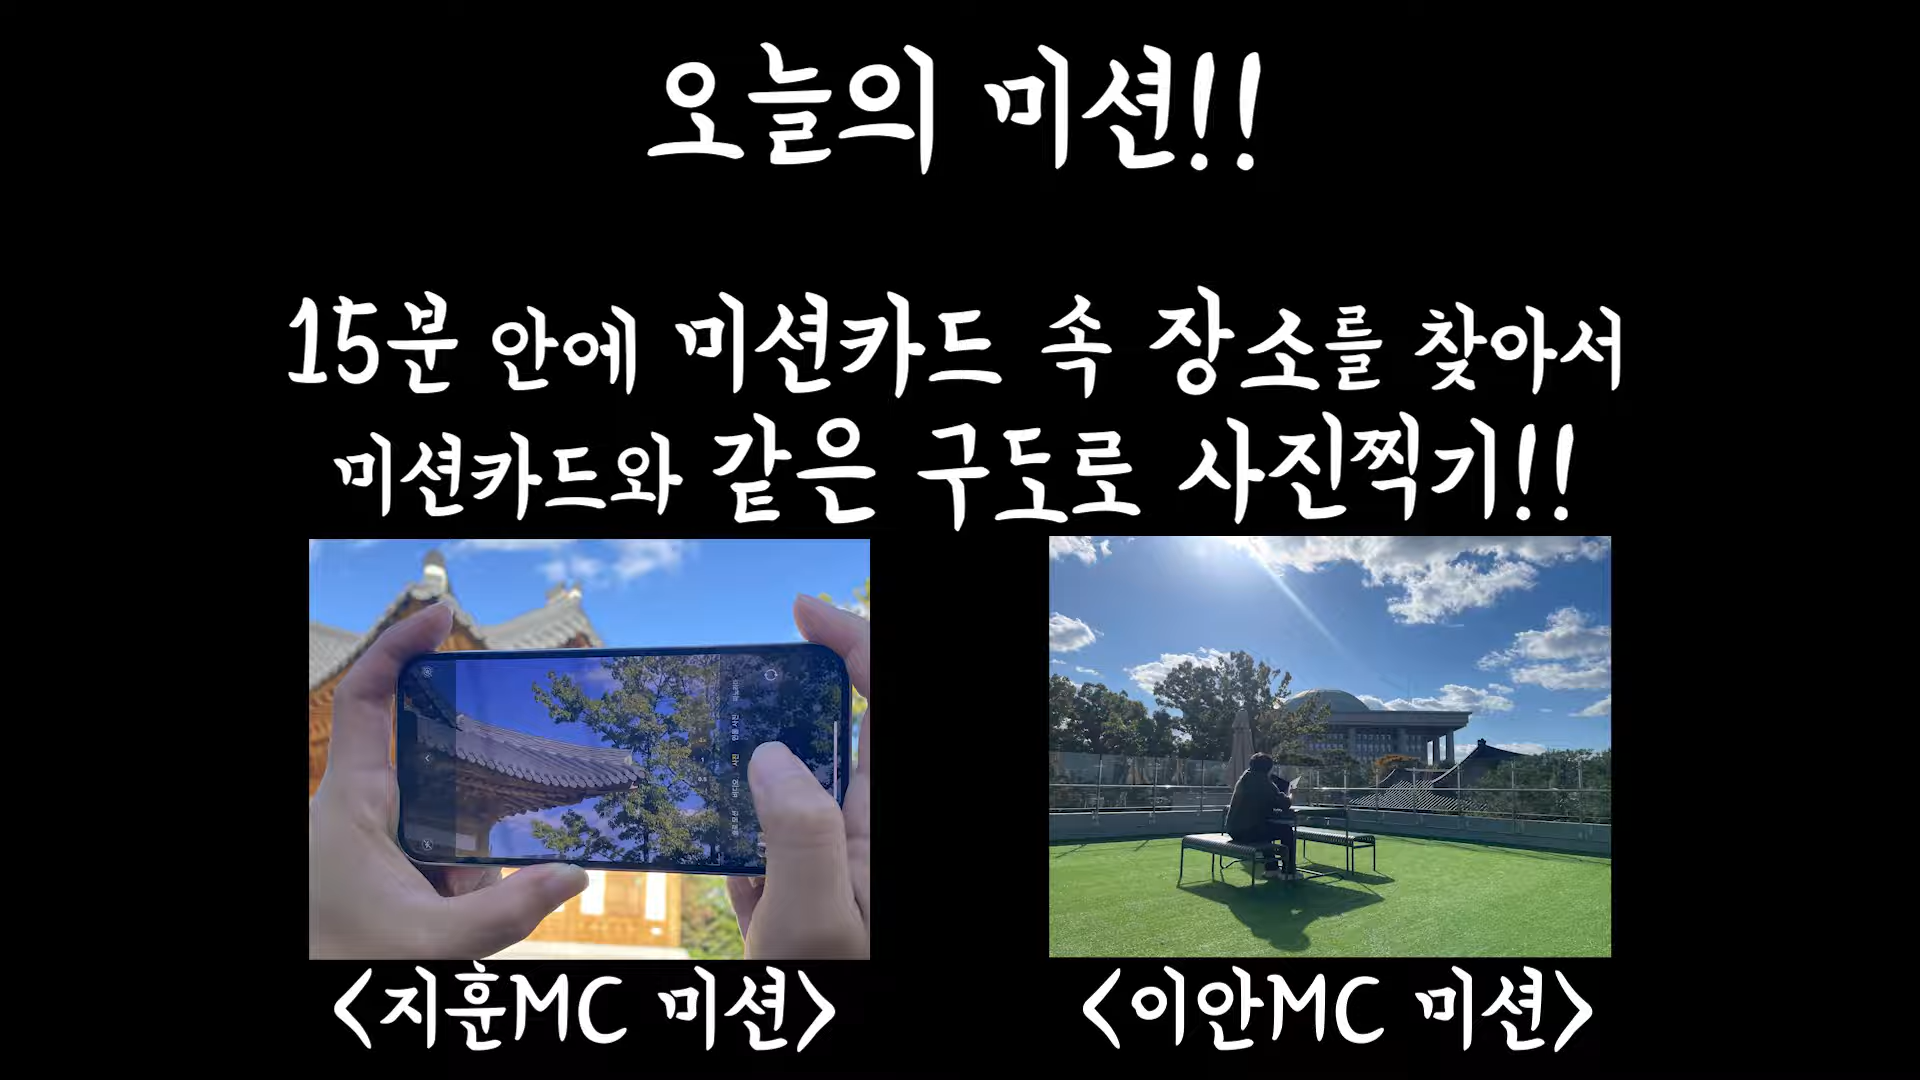 오늘의 미션!!
15분 안에 미션카드 속 장소를 찾아서
미션카드와 같은 구도로 사진찍기!!
<지훈MC 미션>
<이안MC 미션>